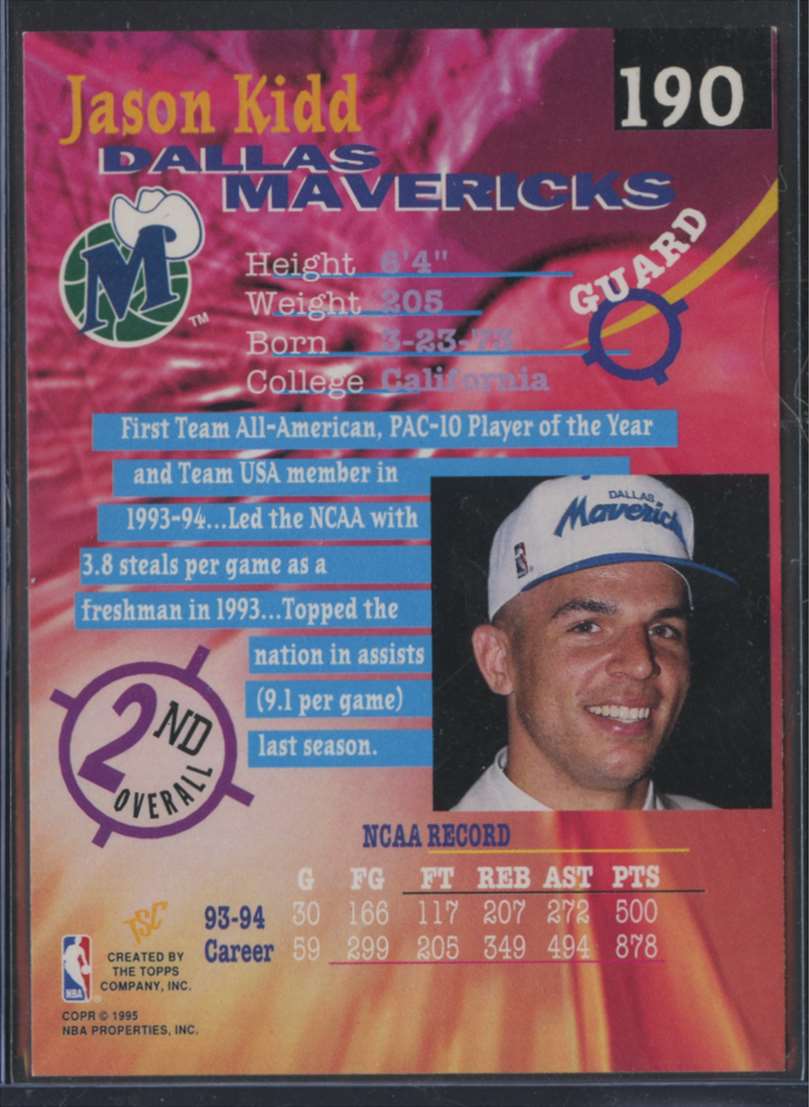 190
Jason Kidd
DALLAS
MAVERICKS
M
TM
GUARD
Height 6'4"
Weight 205
Born 3-23-73
College California
First Team All-American, PAC-10 Player of the Year
and Team USA member in
1993-94...Led the NCAA with
3.8 steals per game as a
freshman in 1993...Topped the
nation in assists
(9.1 per game)
last season.
DALLAS
Maverick
2ND
OVERALL
NCAA RECORD
G FG FT REB AST PTS
93-94 30 166 117 207 272 500
Career 59 299 205 349 494 878
TSC
CREATED BY
THE TOPPS
COMPANY, INC.
NBA
COPR © 1995
NBA PROPERTIES, INC.